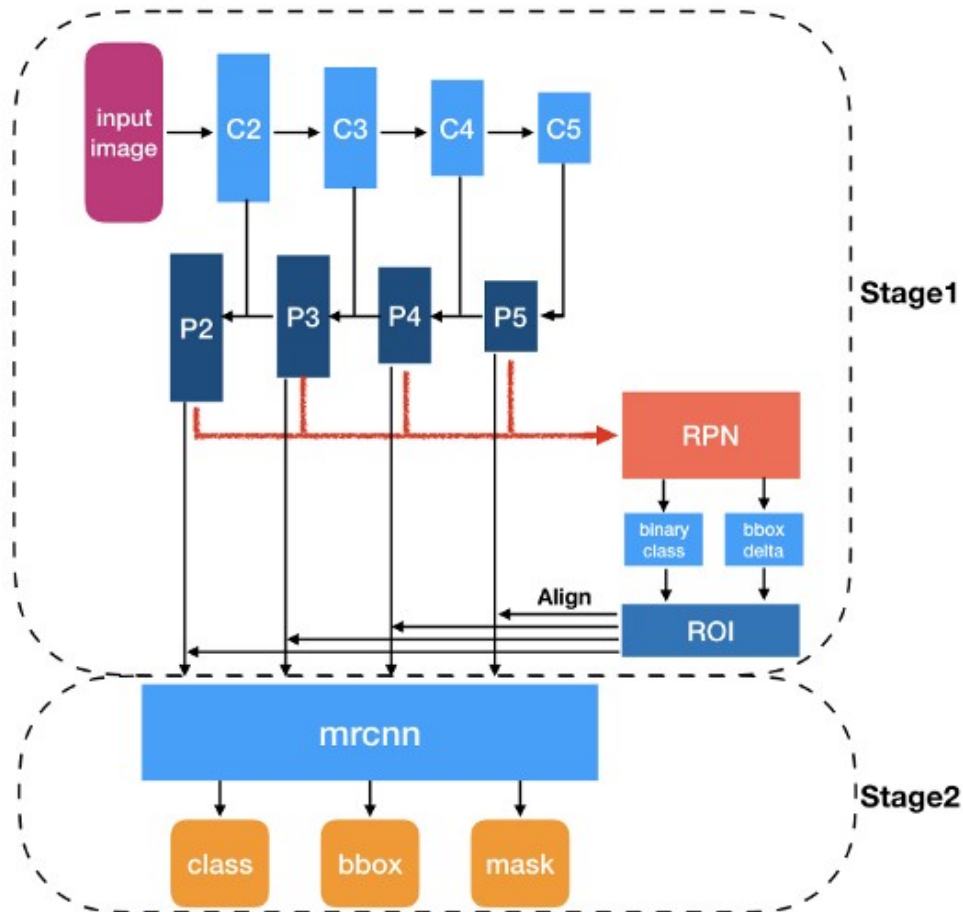 input
image
C2
C3
C4
C5
P2
P3
P4
P5
Stage1
RPN
binary
class
bbox
delta
Align
ROI
mrcnn
Stage2
class
bbox
mask